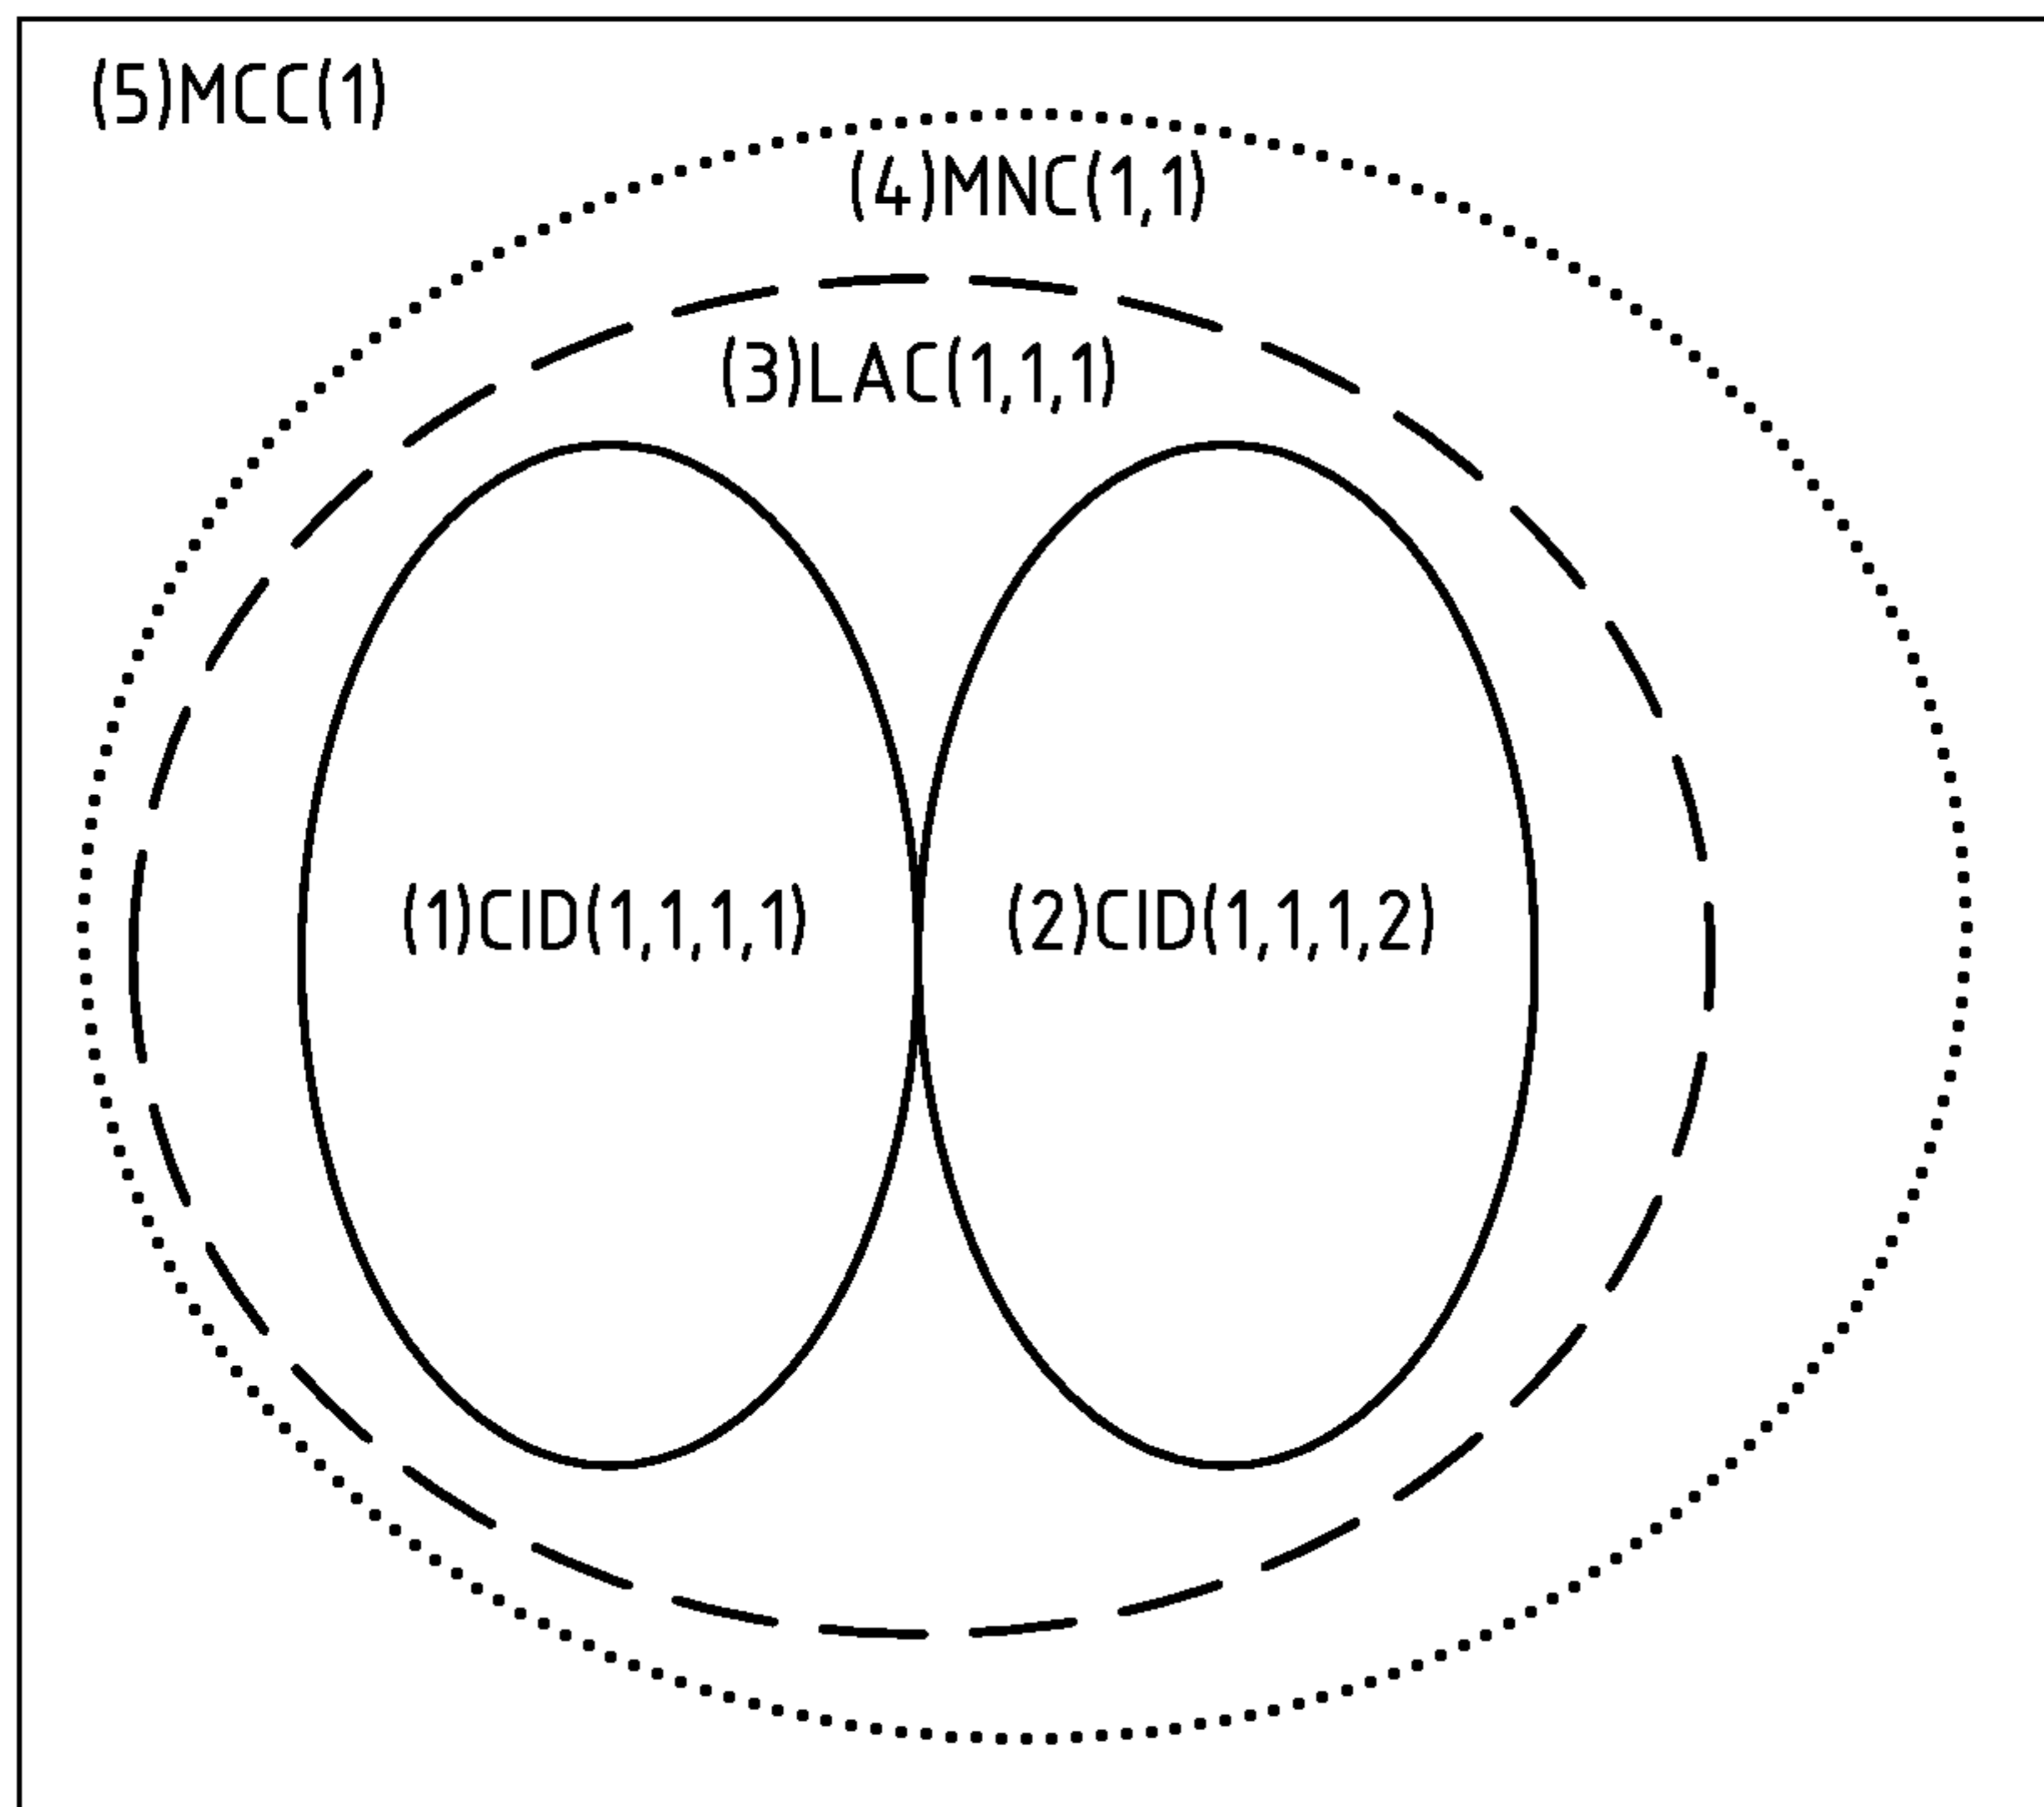 (5)MCC(1)
(4)MNC(1,1)
(3)LAC(1,1,1)
(1)CID(1,1,1,1)
(2)CID(1,1,1,2)